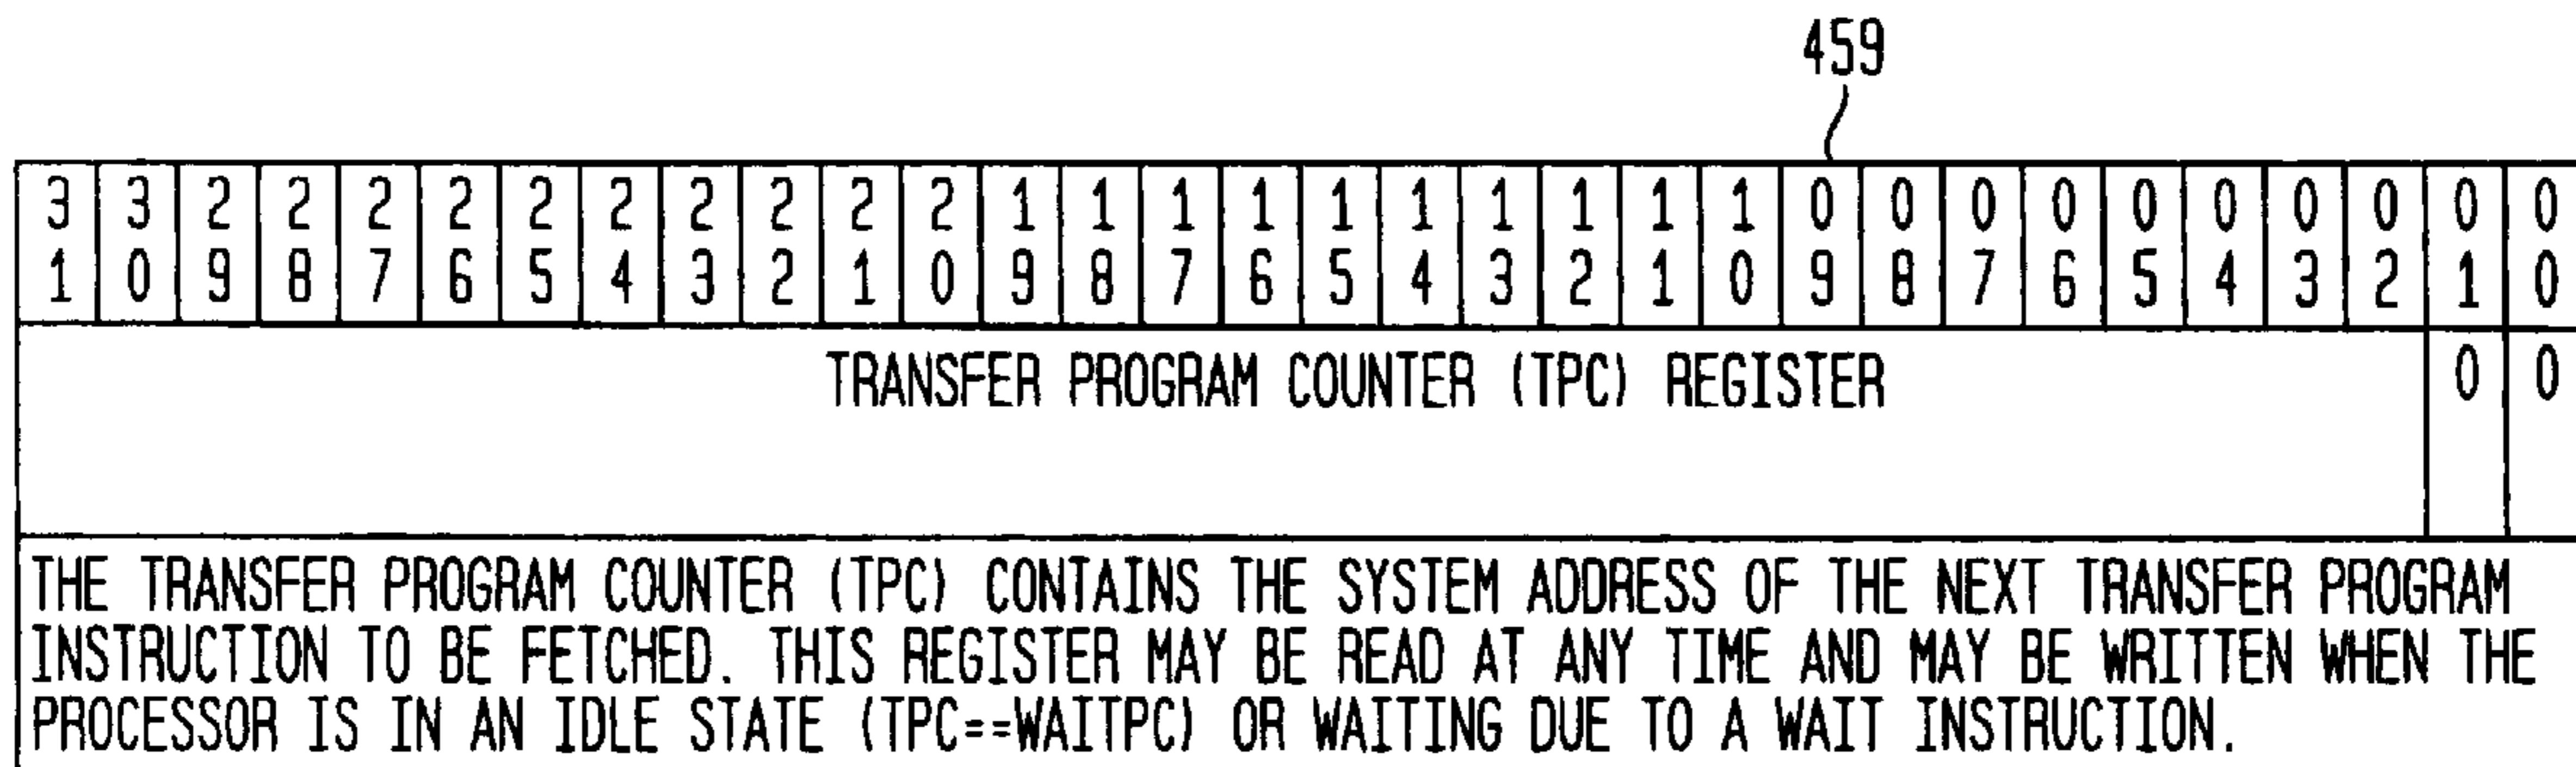 459
3 3 2 2 2 2 2 2 2 2 2 2 1 1 1 1 1 1 1 1 1 1 0 0 0 0 0 0 0 0 0 0
1 0 9 8 7 6 5 4 3 2 1 0 9 8 7 6 5 4 3 2 1 0 9 8 7 6 5 4 3 2 1 0
TRANSFER PROGRAM COUNTER (TPC) REGISTER 0 0
THE TRANSFER PROGRAM COUNTER (TPC) CONTAINS THE SYSTEM ADDRESS OF THE NEXT TRANSFER PROGRAM
INSTRUCTION TO BE FETCHED. THIS REGISTER MAY BE READ AT ANY TIME AND MAY BE WRITTEN WHEN THE
PROCESSOR IS IN AN IDLE STATE (TPC==WAITPC) OR WAITING DUE TO A WAIT INSTRUCTION.